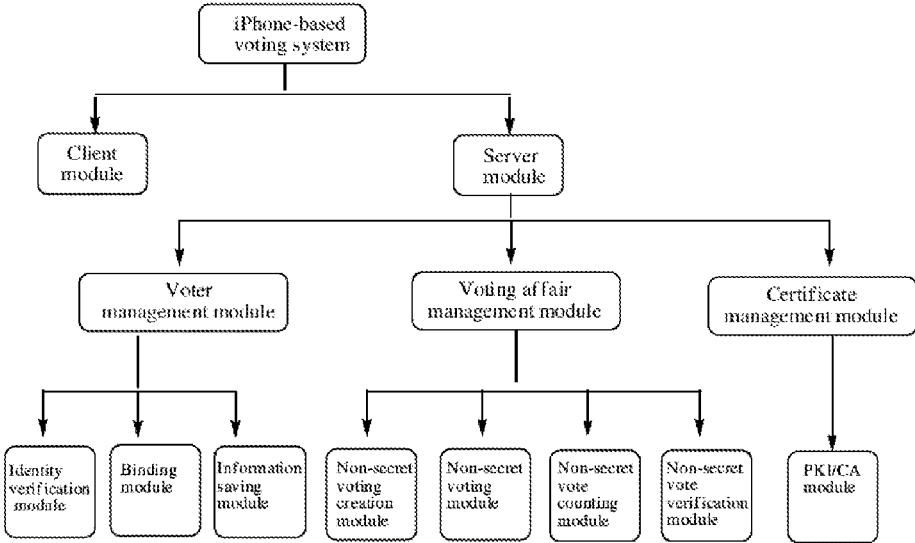 iPhone-based
voting system
Client
module
Server
module
Voter
management module
Voting affair
management module
Certificate
management module
Identity
verification
module
Binding
module
Information
saving
module
Non-secret
voting
creation
module
Non-secret
voting
module
Non-secret
vote
counting
module
Non-secret
vote
verification
module
PKI/CA
module